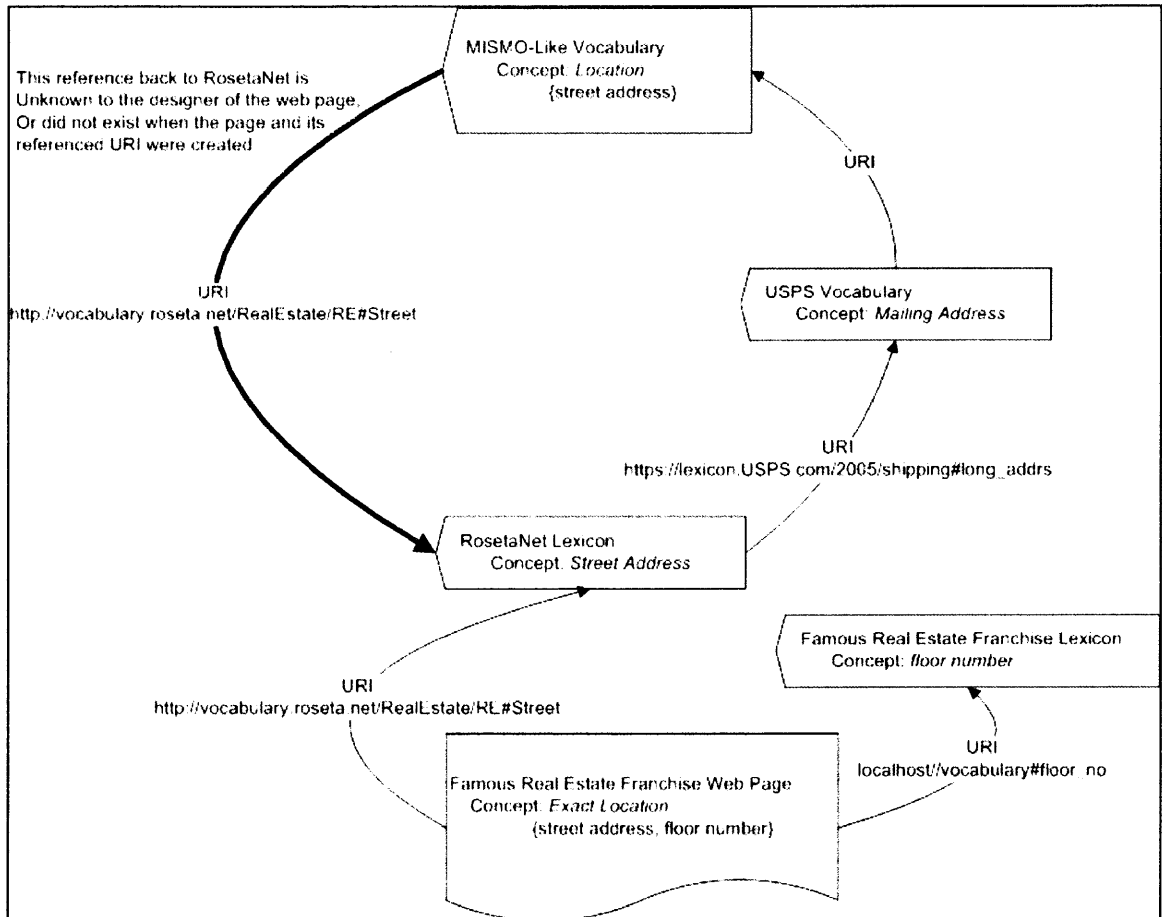 MISMO-Like Vocabulary
Concept: Location
{street address}
This reference back to RosetaNet is
Unknown to the designer of the web page,
Or did not exist when the page and its
referenced URI were created
URI
URI
http://vocabulary.roseta.net/RealEstate/RE#Street
USPS Vocabulary
Concept: Mailing Address
URI
https://lexicon.USPS.com/2005/shipping#long_addrs
RosetaNet Lexicon
Concept: Street Address
Famous Real Estate Franchise Lexicon
Concept: floor number
URI
http://vocabulary.roseta.net/RealEstate/RE#Street
URI
localhost//vocabulary#floor_no
Famous Real Estate Franchise Web Page
Concept: Exact Location
{street address, floor number}